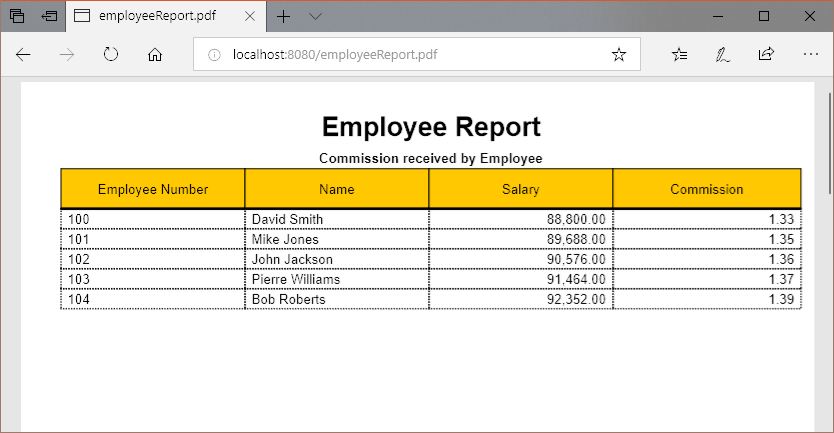 employeeReport.pdf
localhost:8080/employeeReport.pdf
Employee Report
Commission received by Employee
Employee Number Name Salary Commission
100 David Smith 88,800.00 1.33
101 Mike Jones 89,688.00 1.35
102 John Jackson 90,576.00 1.36
103 Pierre Williams 91,464.00 1.37
104 Bob Roberts 92,352.00 1.39